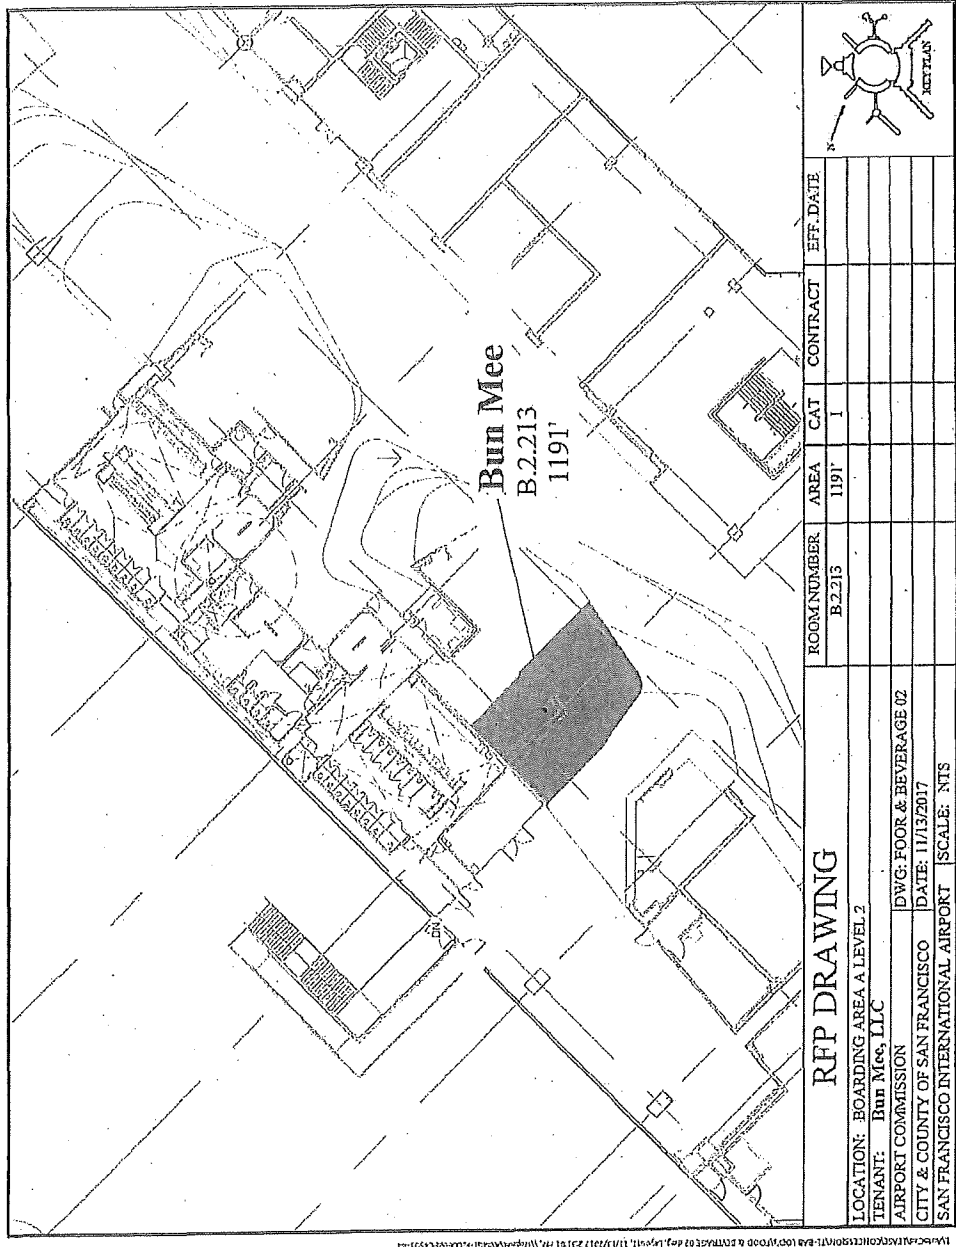 Bun Mee
B.2.213
1191'
DN
RFP DRAWING
LOCATION: BOARDING AREA A LEVEL 2
TENANT: Bun Mee, LLC
AIRPORT COMMISSION
DWG: FOOR & BEVERAGE 02
CITY & COUNTY OF SAN FRANCISCO
DATE: 11/13/2017
SAN FRANCISCO INTERNATIONAL AIRPORT
SCALE: NTS
ROOM NUMBER AREA CAT CONTRACT EFF. DATE
B.2.213 1191' 1
N
KEY PLAN